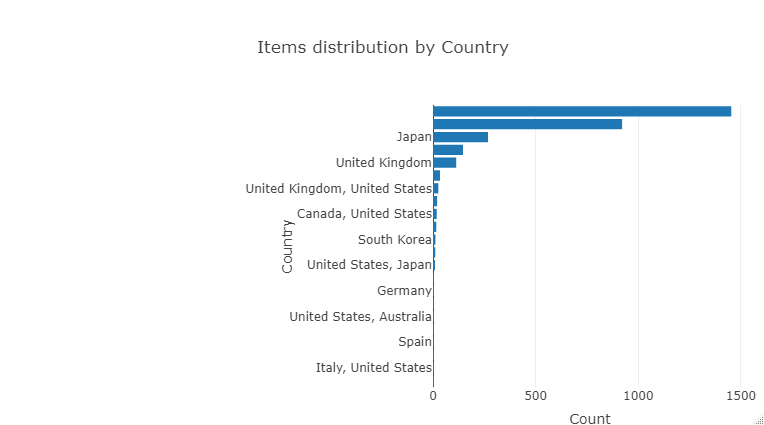 Items distribution by Country
Japan
United Kingdom
United Kingdom, United States
Canada, United States
South Korea
United States, Japan
Germany
United States, Australia
Spain
Italy, United States
Country
0 500 1000 1500
Count